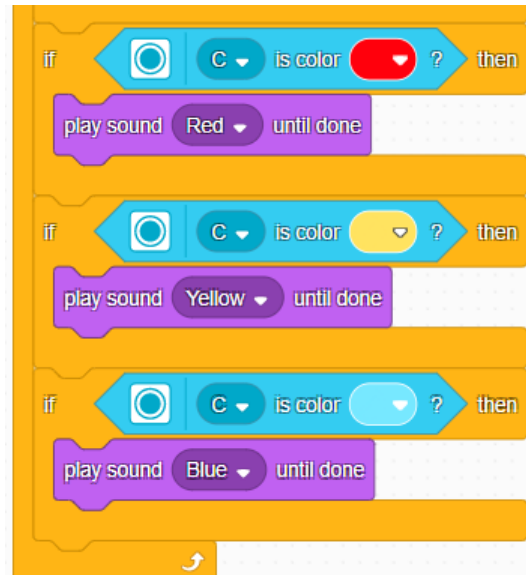 if C is color ? then
play sound Red until done
if C is color ? then
play sound Yellow until done
if C is color ? then
play sound Blue until done